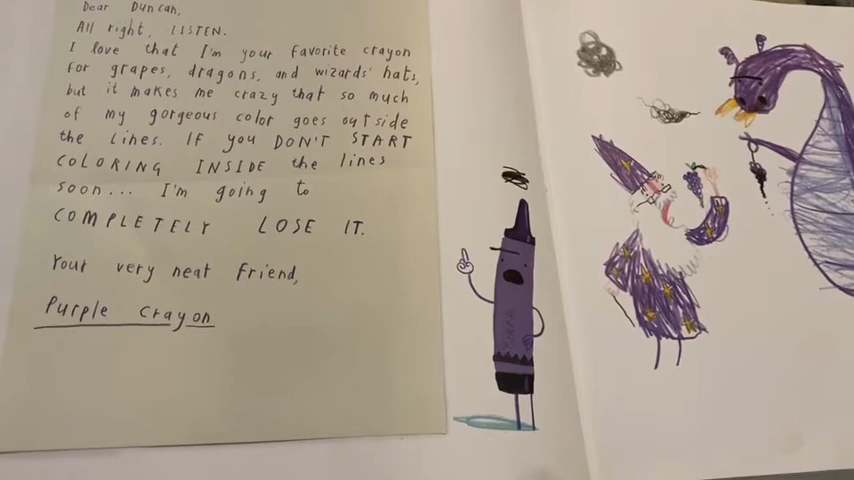 Dear Duncan,
All right, LISTEN.
I love that I'm your favorite crayon
for grapes, dragons, and wizards' hats,
but it makes me crazy that so much
of my gorgeous color goes outside
the lines. IF you DON'T START
COLORING INSIDE the lines
soon... I'm going to
COMPLETELY LOSE IT.
Your very neat Friend,
Purple Crayon